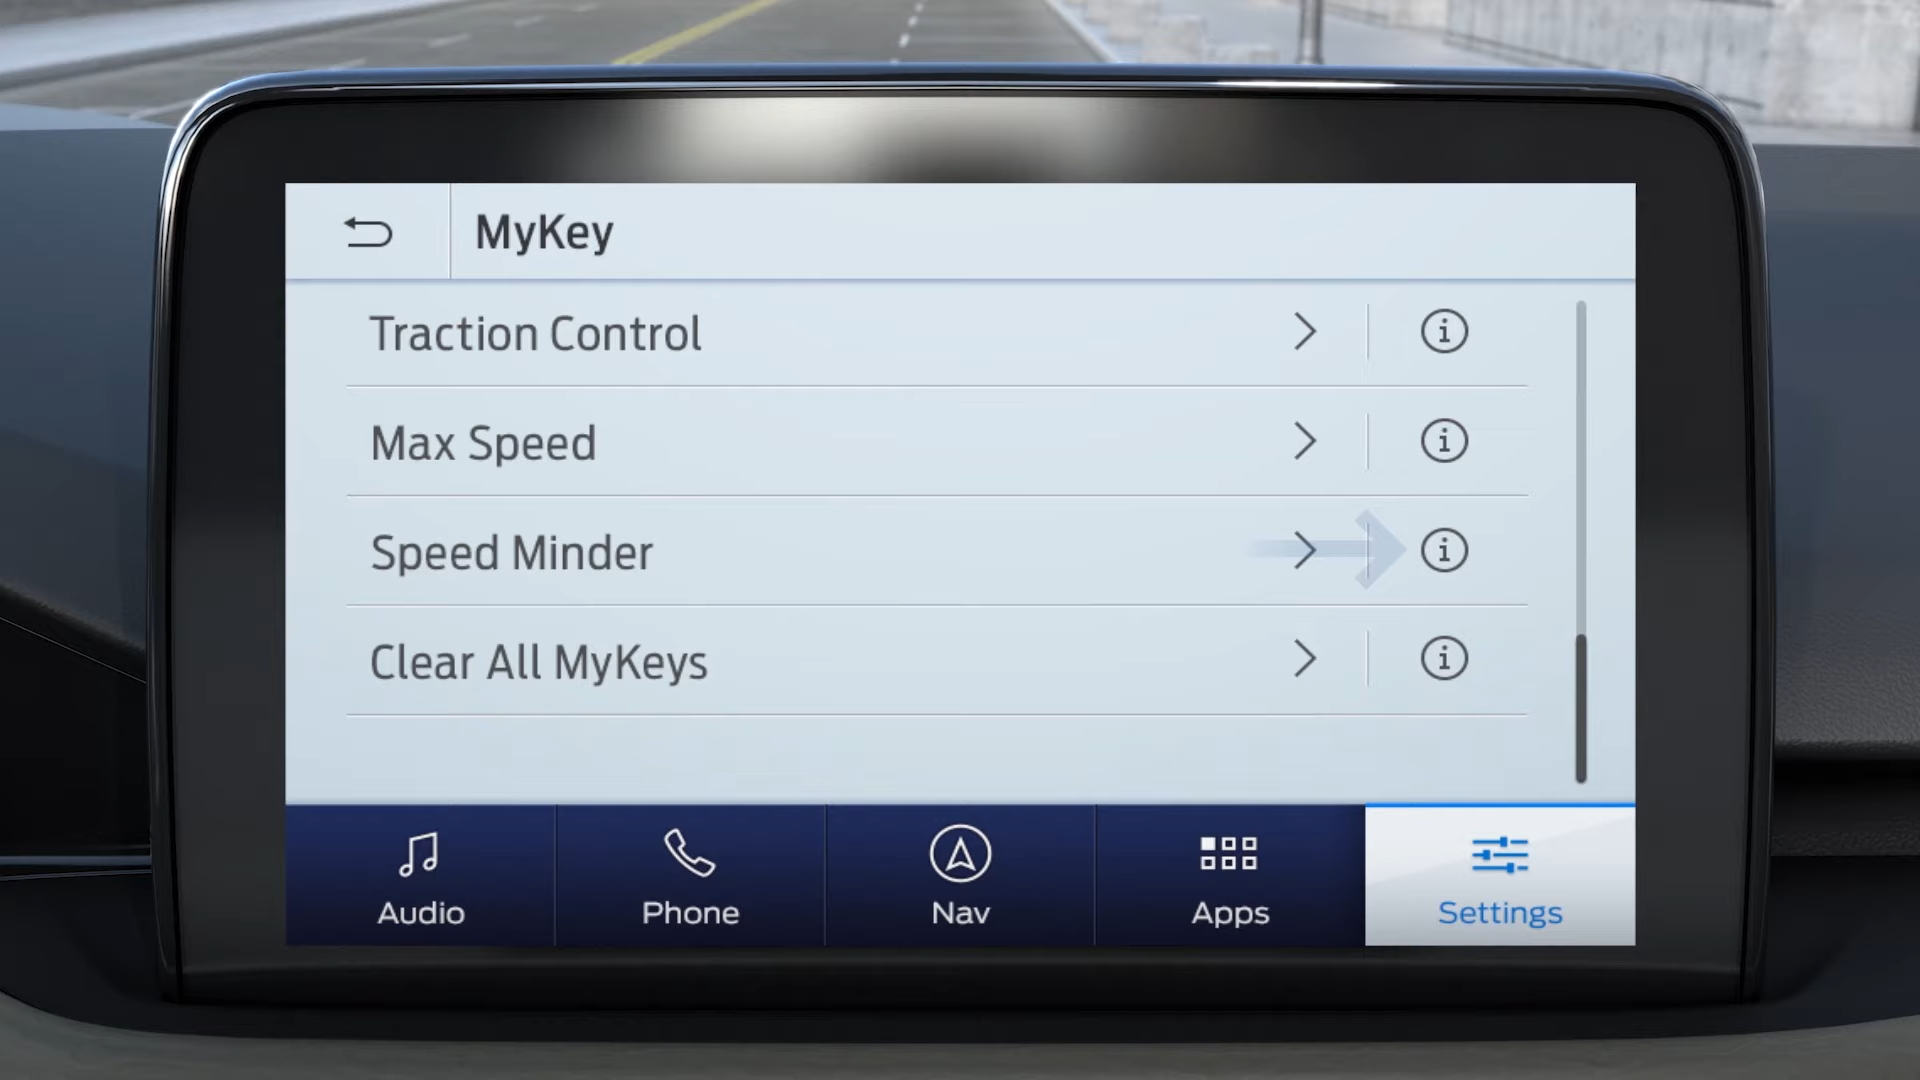 MyKey
Traction Control
Max Speed
Speed Minder
Clear All MyKeys
Audio
Phone
Nav
Apps
Settings